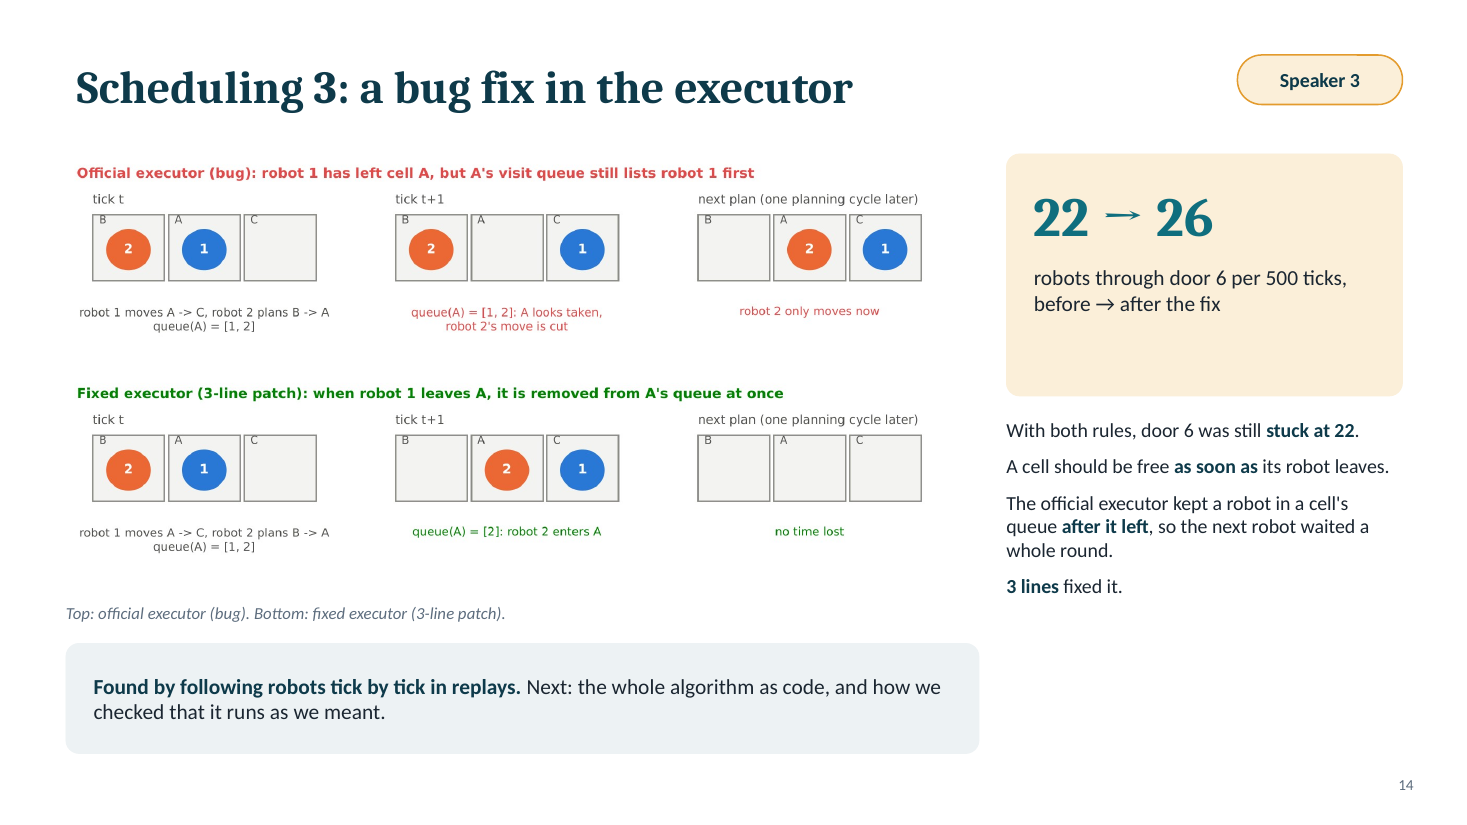 Scheduling 3: a bug fix in the executor
Speaker 3
Official executor (bug): robot 1 has left cell A, but A's visit queue still lists robot 1 first
tick t
tick t+1
next plan (one planning cycle later)
B A C
B A C
B A C
2 1
2 1
2 1
robot 1 moves A -> C, robot 2 plans B -> A
queue(A) = [1, 2]
queue(A) = [1, 2]: A looks taken,
robot 2's move is cut
robot 2 only moves now
Fixed executor (3-line patch): when robot 1 leaves A, it is removed from A's queue at once
tick t
tick t+1
next plan (one planning cycle later)
B A C
B A C
B A C
2 1
2 1
robot 1 moves A -> C, robot 2 plans B -> A
queue(A) = [1, 2]
queue(A) = [2]: robot 2 enters A
no time lost
Top: official executor (bug). Bottom: fixed executor (3-line patch).
Found by following robots tick by tick in replays. Next: the whole algorithm as code, and how we
checked that it runs as we meant.
22 → 26
robots through door 6 per 500 ticks,
before → after the fix
With both rules, door 6 was still stuck at 22.
A cell should be free as soon as its robot leaves.
The official executor kept a robot in a cell's
queue after it left, so the next robot waited a
whole round.
3 lines fixed it.
14